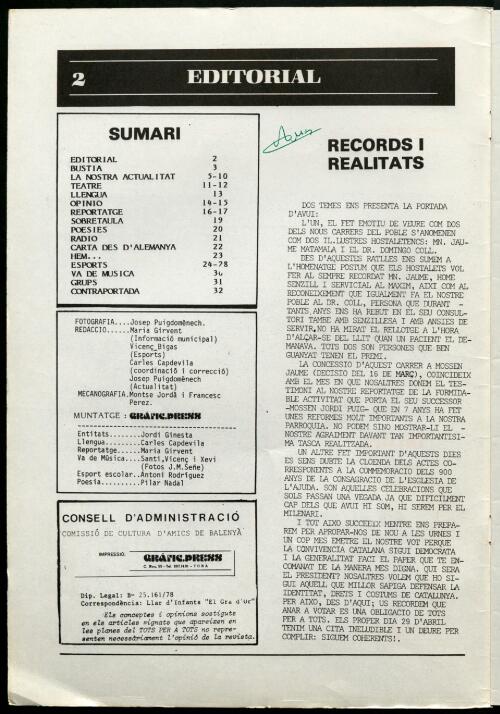 2 EDITORIAL
SUMARI
EDITORIAL 2
BUSTIA 3
LA NOSTRA ACTUALITAT 5-10
TEATRE 11-12
LLENGUA 13
OPINIO 14-15
REPORTATGE 16-17
SOBRETAULA 19
POESIES 20
RADIO 21
CARTA DES D'ALEMANYA 22
HEM... 23
ESPORTS 24-28
VA DE MUSICA 30
GRUPS 31
CONTRAPORTADA 32
FOTOGRAFIA....Josep Puigdomènech.
REDACCIO......Maria Girvent
(Informació municipal)
Vicenç Bigas
(Esports)
Carles Capdevila
(coordinació i correcció)
Josep Puigdomènech
(Actualitat)
MECANOGRAFIA.Montse Jordà i Francesc
Perez.
MUNTATGE : GRÀFIC.PRESS
Entitats........Jordi Ginesta
Llengua.........Carles Capdevila
Reportatge......Maria Girvent
Va de Música....Santi,Vicenç i Xevi
(Fotos J.M.Señe)
Esport escolar..Antoni Rodríguez
Poesia..........Pilar Nadal
CONSELL D'ADMINISTRACIÓ
COMISSIÓ DE CULTURA D'AMICS DE BALENYÀ
IMPRESSIÓ: GRÀFIC.PRESS
Dip. Legal: B- 25.161/78
Correspondència: Llar d'Infants "El Gra d'Or"
Els conceptes i opinions sostiguts
en els articles signats que apareixen en
les planes del TOTS PER A TOTS no repre-
senten necessàriament l'opinió de la revista.
RECORDS I
REALITATS
DOS TEMES ENS PRESENTA LA PORTADA
D'AVUI:
L'UN, EL FET EMOTIU DE VEURE COM DOS
DELS NOUS CARRERS DEL POBLE S'ANOMENEN
COM DOS IL.LUSTRES HOSTALETENCS: MN. JAU-
ME MATAMALA I EL DR. DOMINGO COLL.
DES D'AQUESTES RATLLES ENS SUMEM A
L'HOMENATGE POSTUM QUE ELS HOSTALETS VOL
FER AL SEMPRE RECORDAT MN. JAUME, HOME
SENZILL I SERVICIAL AL MAXIM, AIXI COM AL
RECONEIXEMENT QUE IGUALMENT FA EL NOSTRE
POBLE AL DR. COLL, PERSONA QUE DURANT -
TANTS ANYS ENS HA REBUT EN EL SEU CONSUL-
TORI TAMBE AMB SENZILLESA I AMB ANSIES DE
SERVIR,NO HA MIRAT EL RELLOTGE A L'HORA
D'ALÇAR-SE DEL LLIT QUAN UN PACIENT EL DE-
MANAVA. TOTS DOS SON PERSONES QUE BEN
GUANYAT TENEN EL PREMI.
LA CONCESSIO D'AQUEST CARRER A MOSSEN
JAUME (DECISIO DEL 16 DE MARÇ), COINCIDEIX
AMB EL MES EN QUE NOSALTRES DONEM EL TES-
TIMONI AL NOSTRE REPORTATGE DE LA FORMIDA-
BLE ACTIVITAT QUE PORTA EL SEU SUCCESSOR
-MOSSEN JORDI PUIG- QUE EN 7 ANYS HA FET
UNES REFORMES MOLT IMPORTANTS A LA NOSTRA
PARROQUIA. NO PODEM SINO MOSTRAR-LI EL -
NOSTRE AGRAIMENT DAVANT TAN IMPORTANTISI-
MA TASCA REALITZADA.
UN ALTRE FET IMPORTANT D'AQUESTS DIES
ES SENS DUBTE LA CLOENDA DELS ACTES CO-
RRESPONENTS A LA COMMEMORACIO DELS 900
ANYS DE LA CONSAGRACIO DE L'ESGLESIA DE
L'AJUDA. SON AQUELLES CELEBRACIONS QUE
SOLS PASSAN UNA VEGADA JA QUE DIFICILMENT
CAP DELS QUE AVUI HI SOM, HI SEREM PER EL
MILENARI.
I TOT AIXO SUCCEEIX MENTRE ENS PREPA-
REM PER APROPAR-NOS DE NOU A LES URNES I
UN COP MES EMETRE EL NOSTRE VOT PERQUE
LA CONVIVENCIA CATALANA SIGUI DEMOCRATA
I LA GENERALITAT FACI EL PAPER QUE TE EN-
COMANAT DE LA MANERA MES DIGNA. QUI SERA
EL PRESITENT? NOSALTRES VOLEM QUE HO SI-
GUI AQUELL QUE MILLOR SAPIGA DEFENSAR LA
IDENTITAT, DRETS I COSTUMS DE CATALUNYA.
PER AIXO, DES D'AQUI; US RECORDEM QUE
ANAR A VOTAR ES UNA OBLIGACIO DE TOTS
PER A TOTS. ELS PROPER DIA 29 D'ABRIL
TENIM UNA CITA INELUDIBLE I UN DEURE PER
COMPLIR: SIGUEM COHERENTS!.